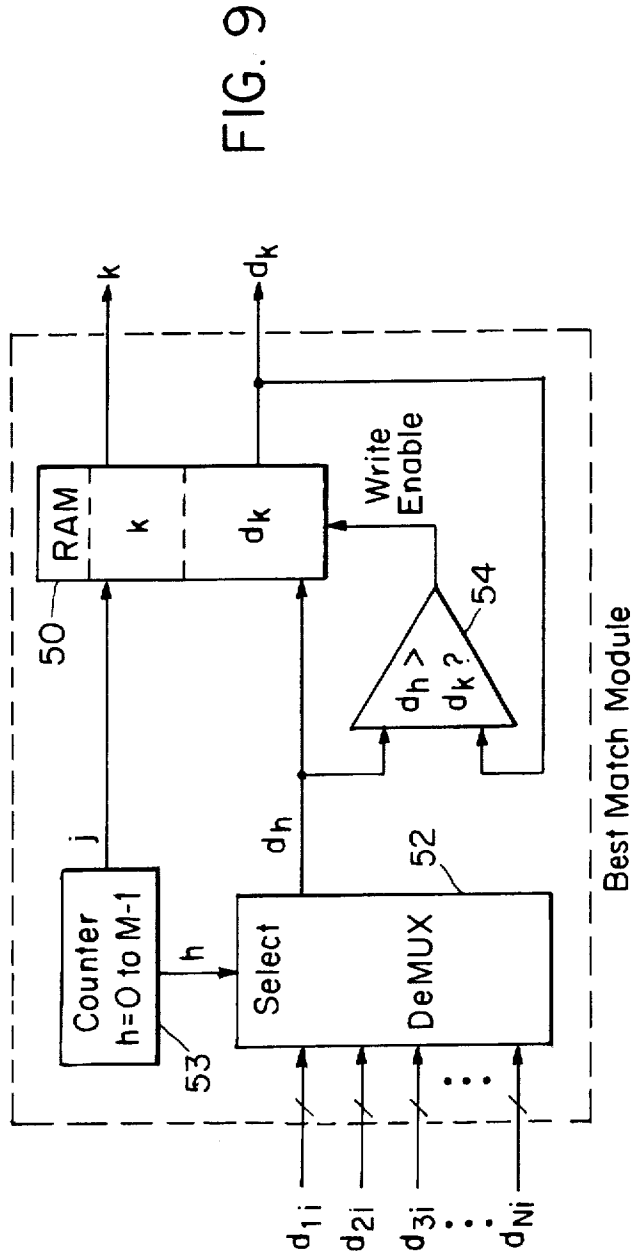 FIG. 9
50
RAM
k
k
d_k
d_k
j
Counter
h=0 to M-1
53
h
Select
DeMUX
52
d_h
d_h >
d_k ?
54
Write
Enable
d_1i
d_2i
d_3i
d_Ni
Best Match Module